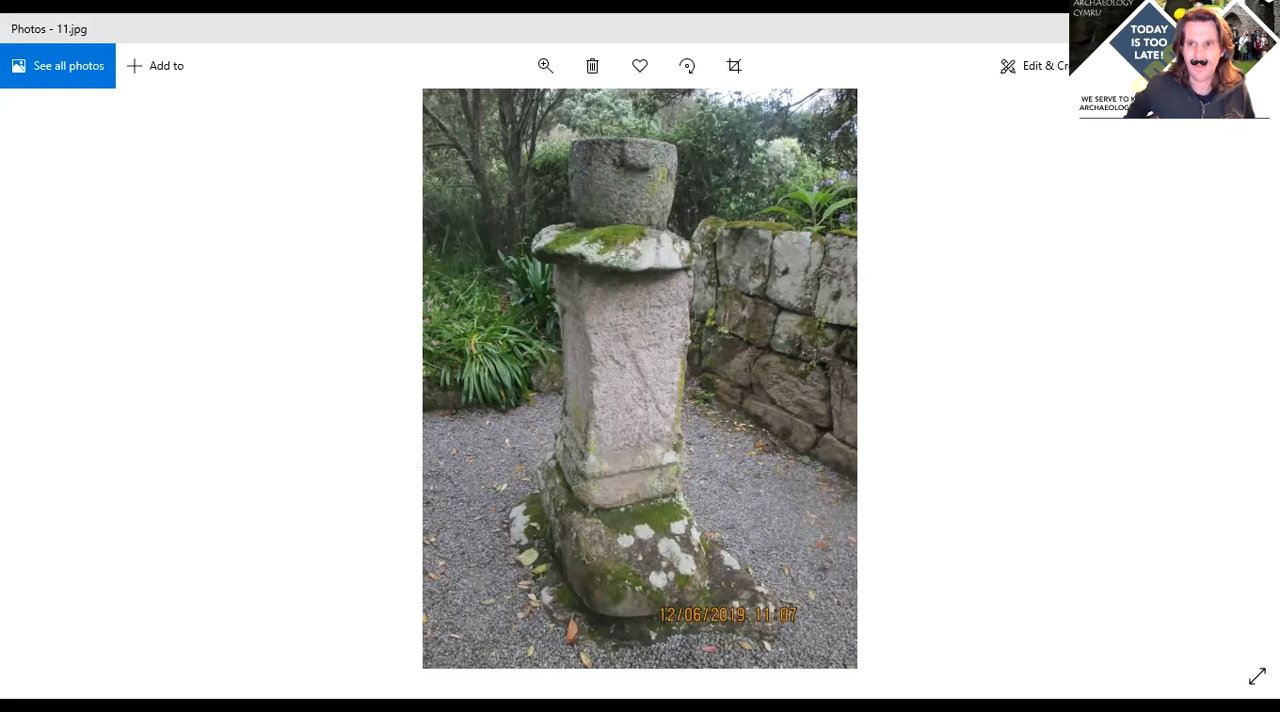 ARCHAEOLOGY
CYMRU
Photos - 11.jpg
TODAY
IS TOO
LATE!
See all photos
Add to
Edit & Cr
WE SERVE TO K
ARCHAEOLOG
12/06/2019 11:07